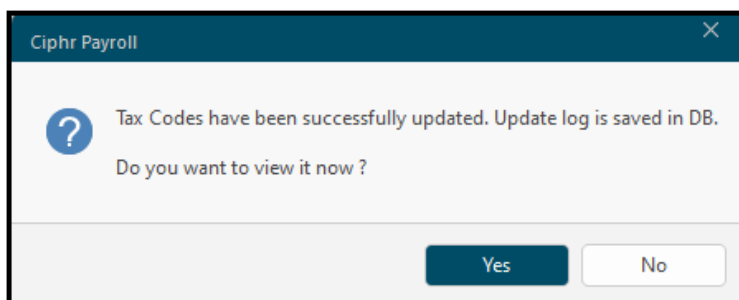 Ciphr Payroll
Tax Codes have been successfully updated. Update log is saved in DB.
Do you want to view it now ?
Yes
No